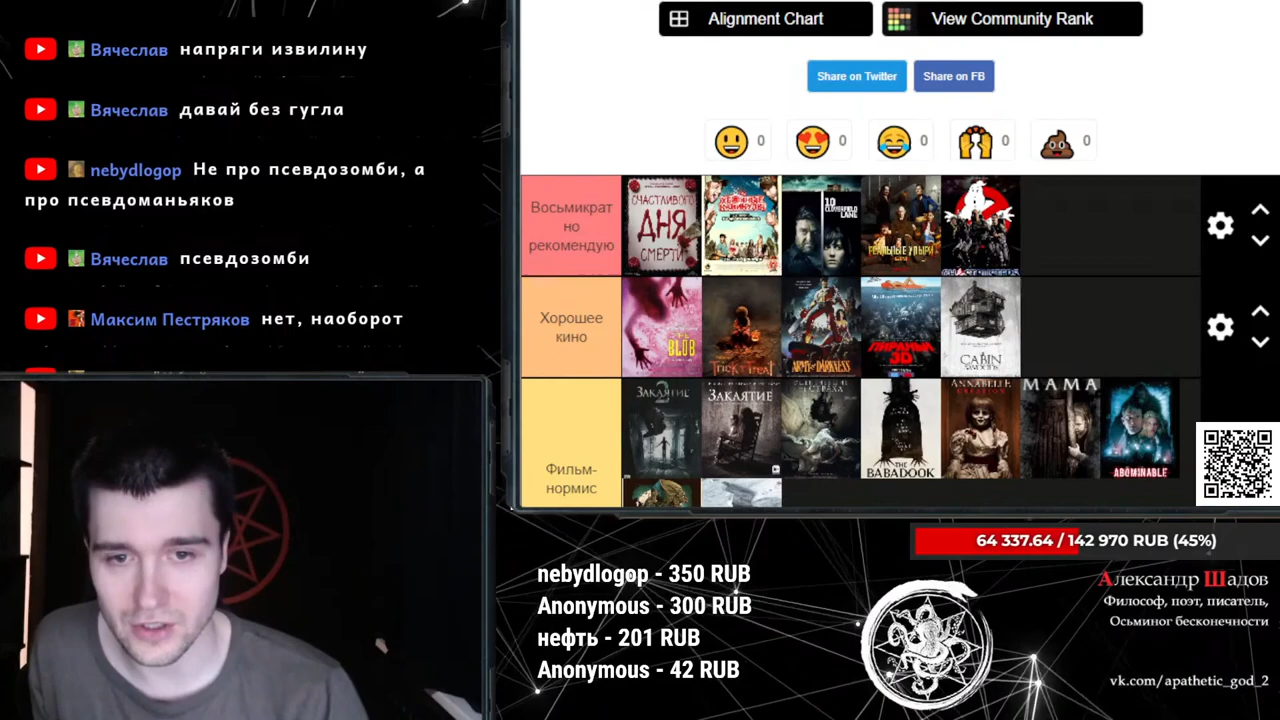 Вячеслав напряги извилину
Вячеслав давай без гугла
nebydlogop Не про псевдозомби, а
про псевдоманьяков
Вячеслав псевдозомби
Максим Пестряков нет, наоборот
Alignment Chart
View Community Rank
Share on Twitter
Share on FB
0
0
0
0
0
Восьмикрат
но
рекомендую
СЧАСТЛИВОГО
ДНЯ
СМЕРТИ
10
CLOVERFIELD
LANE
РЕАЛЬНЫЕ УПЫРИ
Хорошее
кино
THE
BLOB
ARMY OF DARKNESS
ПИРАНЬИ
3D
CABIN
Фильм-
нормис
ЗАКЛЯТИЕ
2
ЗАКЛЯТИЕ
THE
BABADOOK
ANNABELLE
CREATION
МАМА
ABOMINABLE
64 337.64 / 142 970 RUB (45%)
nebydlogop - 350 RUB
Anonymous - 300 RUB
нефть - 201 RUB
Anonymous - 42 RUB
Александр Шадов
Философ, поэт, писатель,
Осьминог бесконечности
vk.com/apathetic_god_2